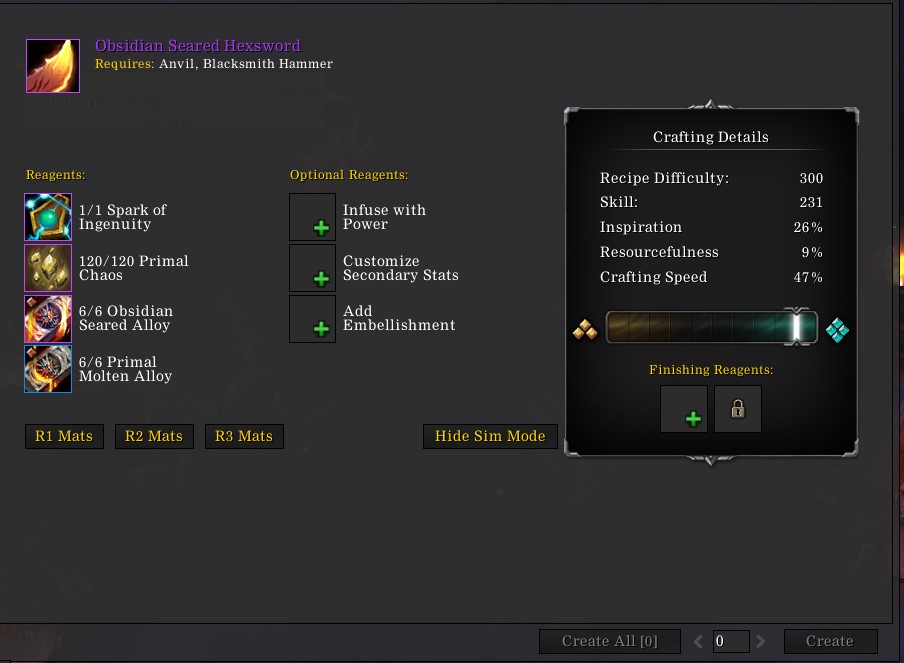 Obsidian Seared Hexsword
Requires: Anvil, Blacksmith Hammer
Reagents:
1/1 Spark of
Ingenuity
120/120 Primal
Chaos
6/6 Obsidian
Seared Alloy
6/6 Primal
Molten Alloy
R1 Mats
R2 Mats
R3 Mats
Optional Reagents:
Infuse with
Power
Customize
Secondary Stats
Add
Embellishment
Hide Sim Mode
Crafting Details
Recipe Difficulty: 300
Skill: 231
Inspiration 26%
Resourcefulness 9%
Crafting Speed 47%
Finishing Reagents:
Create All [0]
0
Create